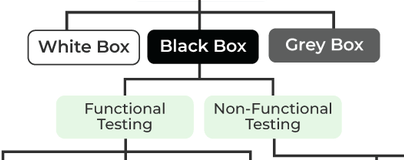 White Box
Black Box
Grey Box
Functional
Testing
Non-Functional
Testing